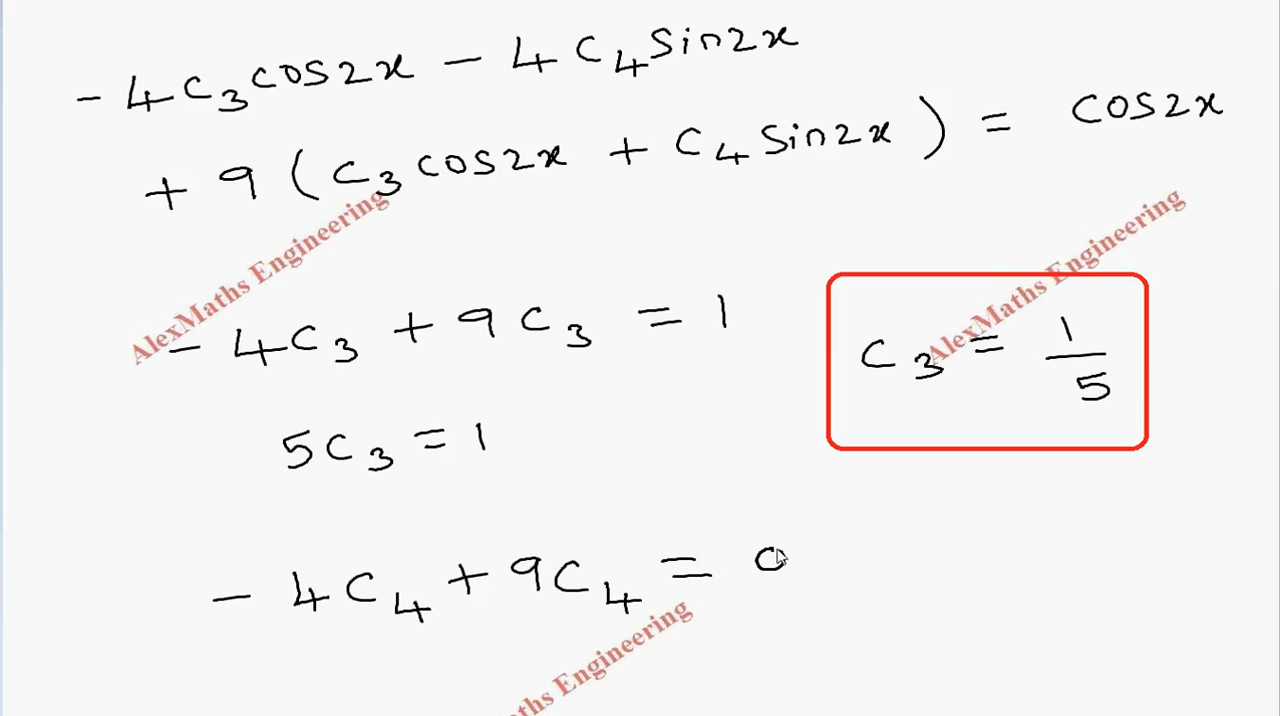 - 4C₃cos2x - 4C₄sin2x
+ 9 (C₃cos2x + C₄sin2x) = cos2x
AlexMaths Engineering
AlexMaths Engineering
- 4C₃ + 9C₃ = 1
C₃ = 1/5
5C₃ = 1
- 4C₄ + 9C₄ = 0
Engineering